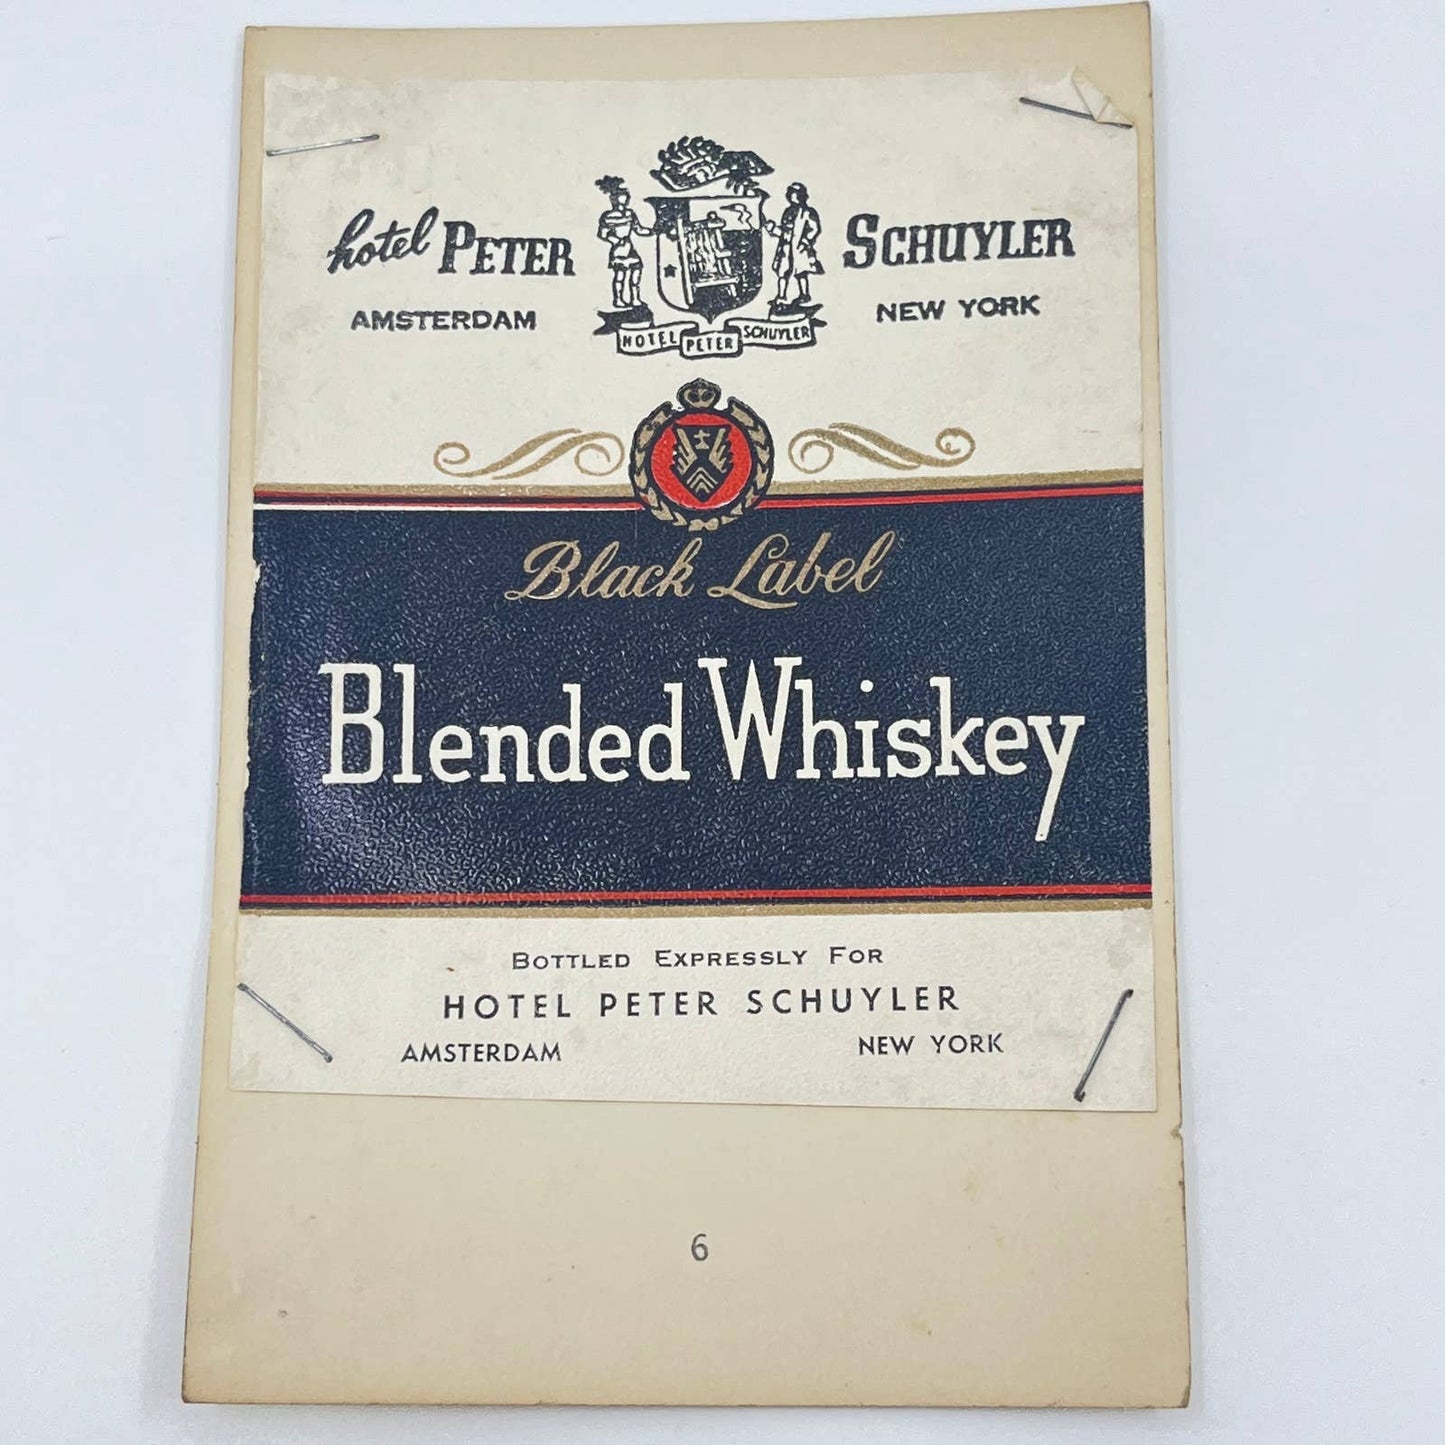 hotel PETER SCHUYLER
AMSTERDAM NEW YORK
HOTEL PETER SCHUYLER
Black Label
Blended Whiskey
BOTTLED EXPRESSLY FOR
HOTEL PETER SCHUYLER
AMSTERDAM NEW YORK
6